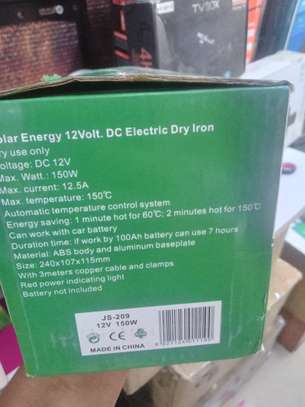 TV
olar Energy 12Volt. DC Electric Dry Iron
ry use only
oltage: DC 12V
Max. Watt.: 150W
Max. current: 12.5A
Max. temperature: 150℃
Automatic temperature control system
Energy saving: 1 minute hot for 60℃; 2 minutes hot for 150℃
Can work with car battery
Duration time: if work by 100Ah battery can use 7 hours
Material: ABS body and aluminum baseplate
Size: 240x107x115mm
With 3meters copper cable and clamps
Red power indicating light
Battery not included
JS-209
12V 150W
CE
MADE IN CHINA